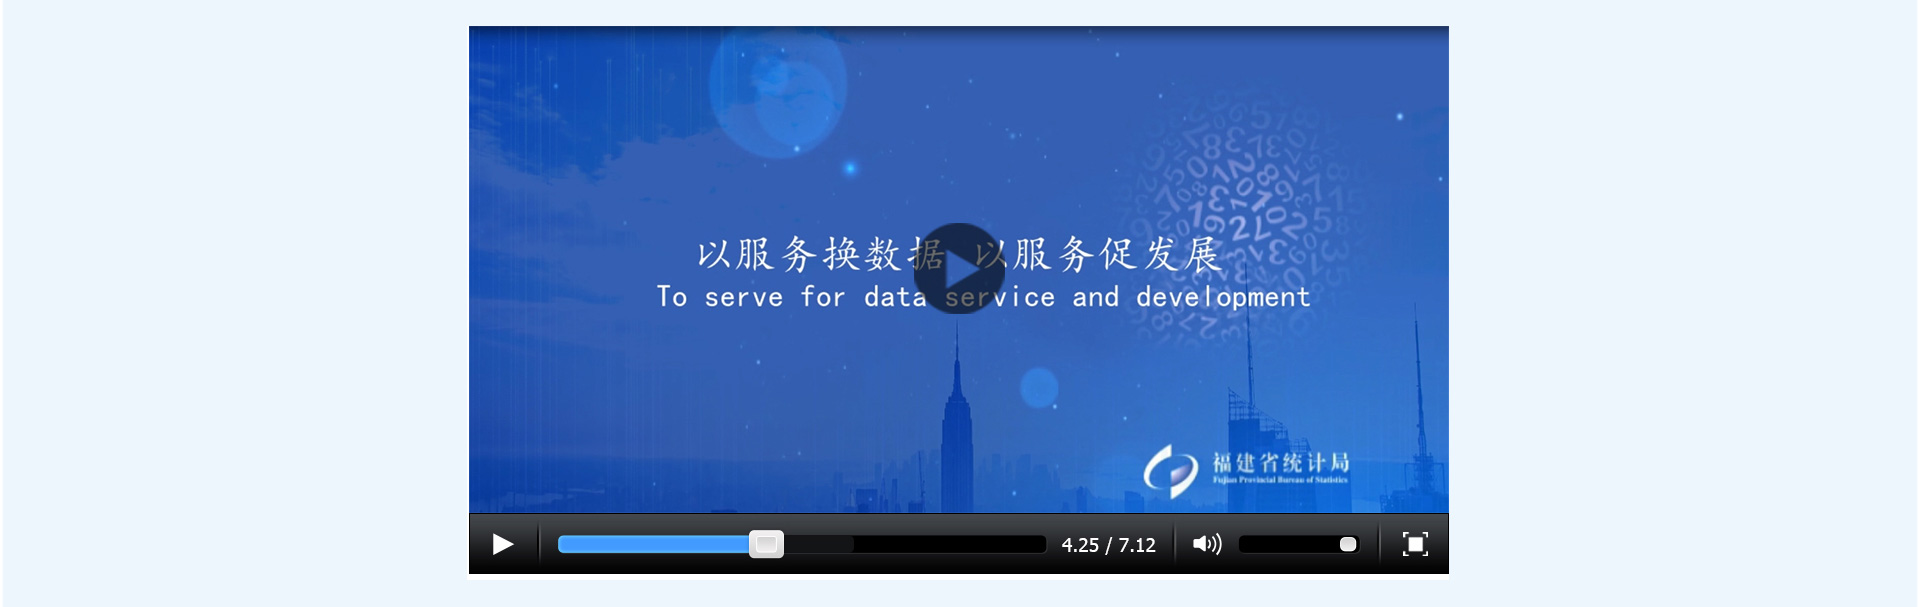 以服务换数据 以服务促发展
To serve for data service and development
福建省统计局
Fujian Provincial Bureau of Statistics
4.25 / 7.12